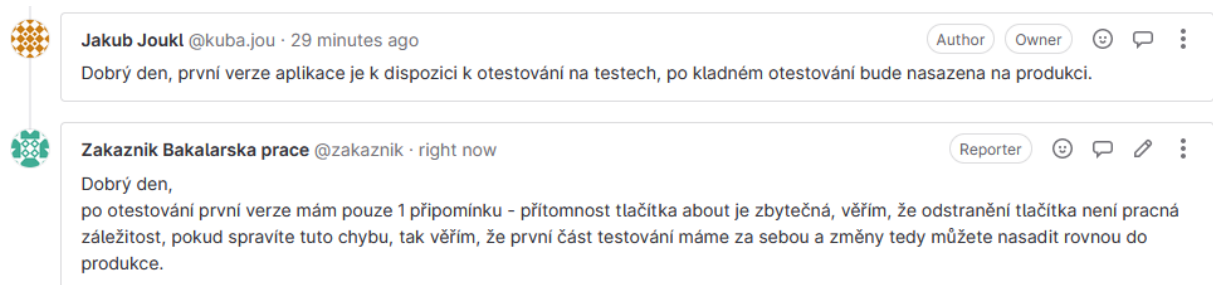 Jakub Joukl @kuba.jou · 29 minutes ago Author Owner
Dobrý den, první verze aplikace je k dispozici k otestování na testech, po kladném otestování bude nasazena na produkci.
Zakaznik Bakalarska prace @zakaznik · right now Reporter
Dobrý den,
po otestování první verze mám pouze 1 připomínku - přítomnost tlačítka about je zbytečná, věřím, že odstranění tlačítka není pracná
záležitost, pokud spravíte tuto chybu, tak věřím, že první část testování máme za sebou a změny tedy můžete nasadit rovnou do
produkce.